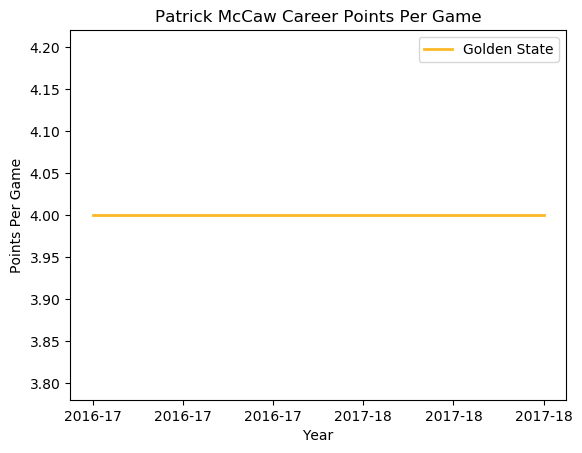 Patrick McCaw Career Points Per Game
Golden State
Points Per Game
4.20
4.15
4.10
4.05
4.00
3.95
3.90
3.85
3.80
2016-17 2016-17 2016-17 2017-18 2017-18 2017-18
Year